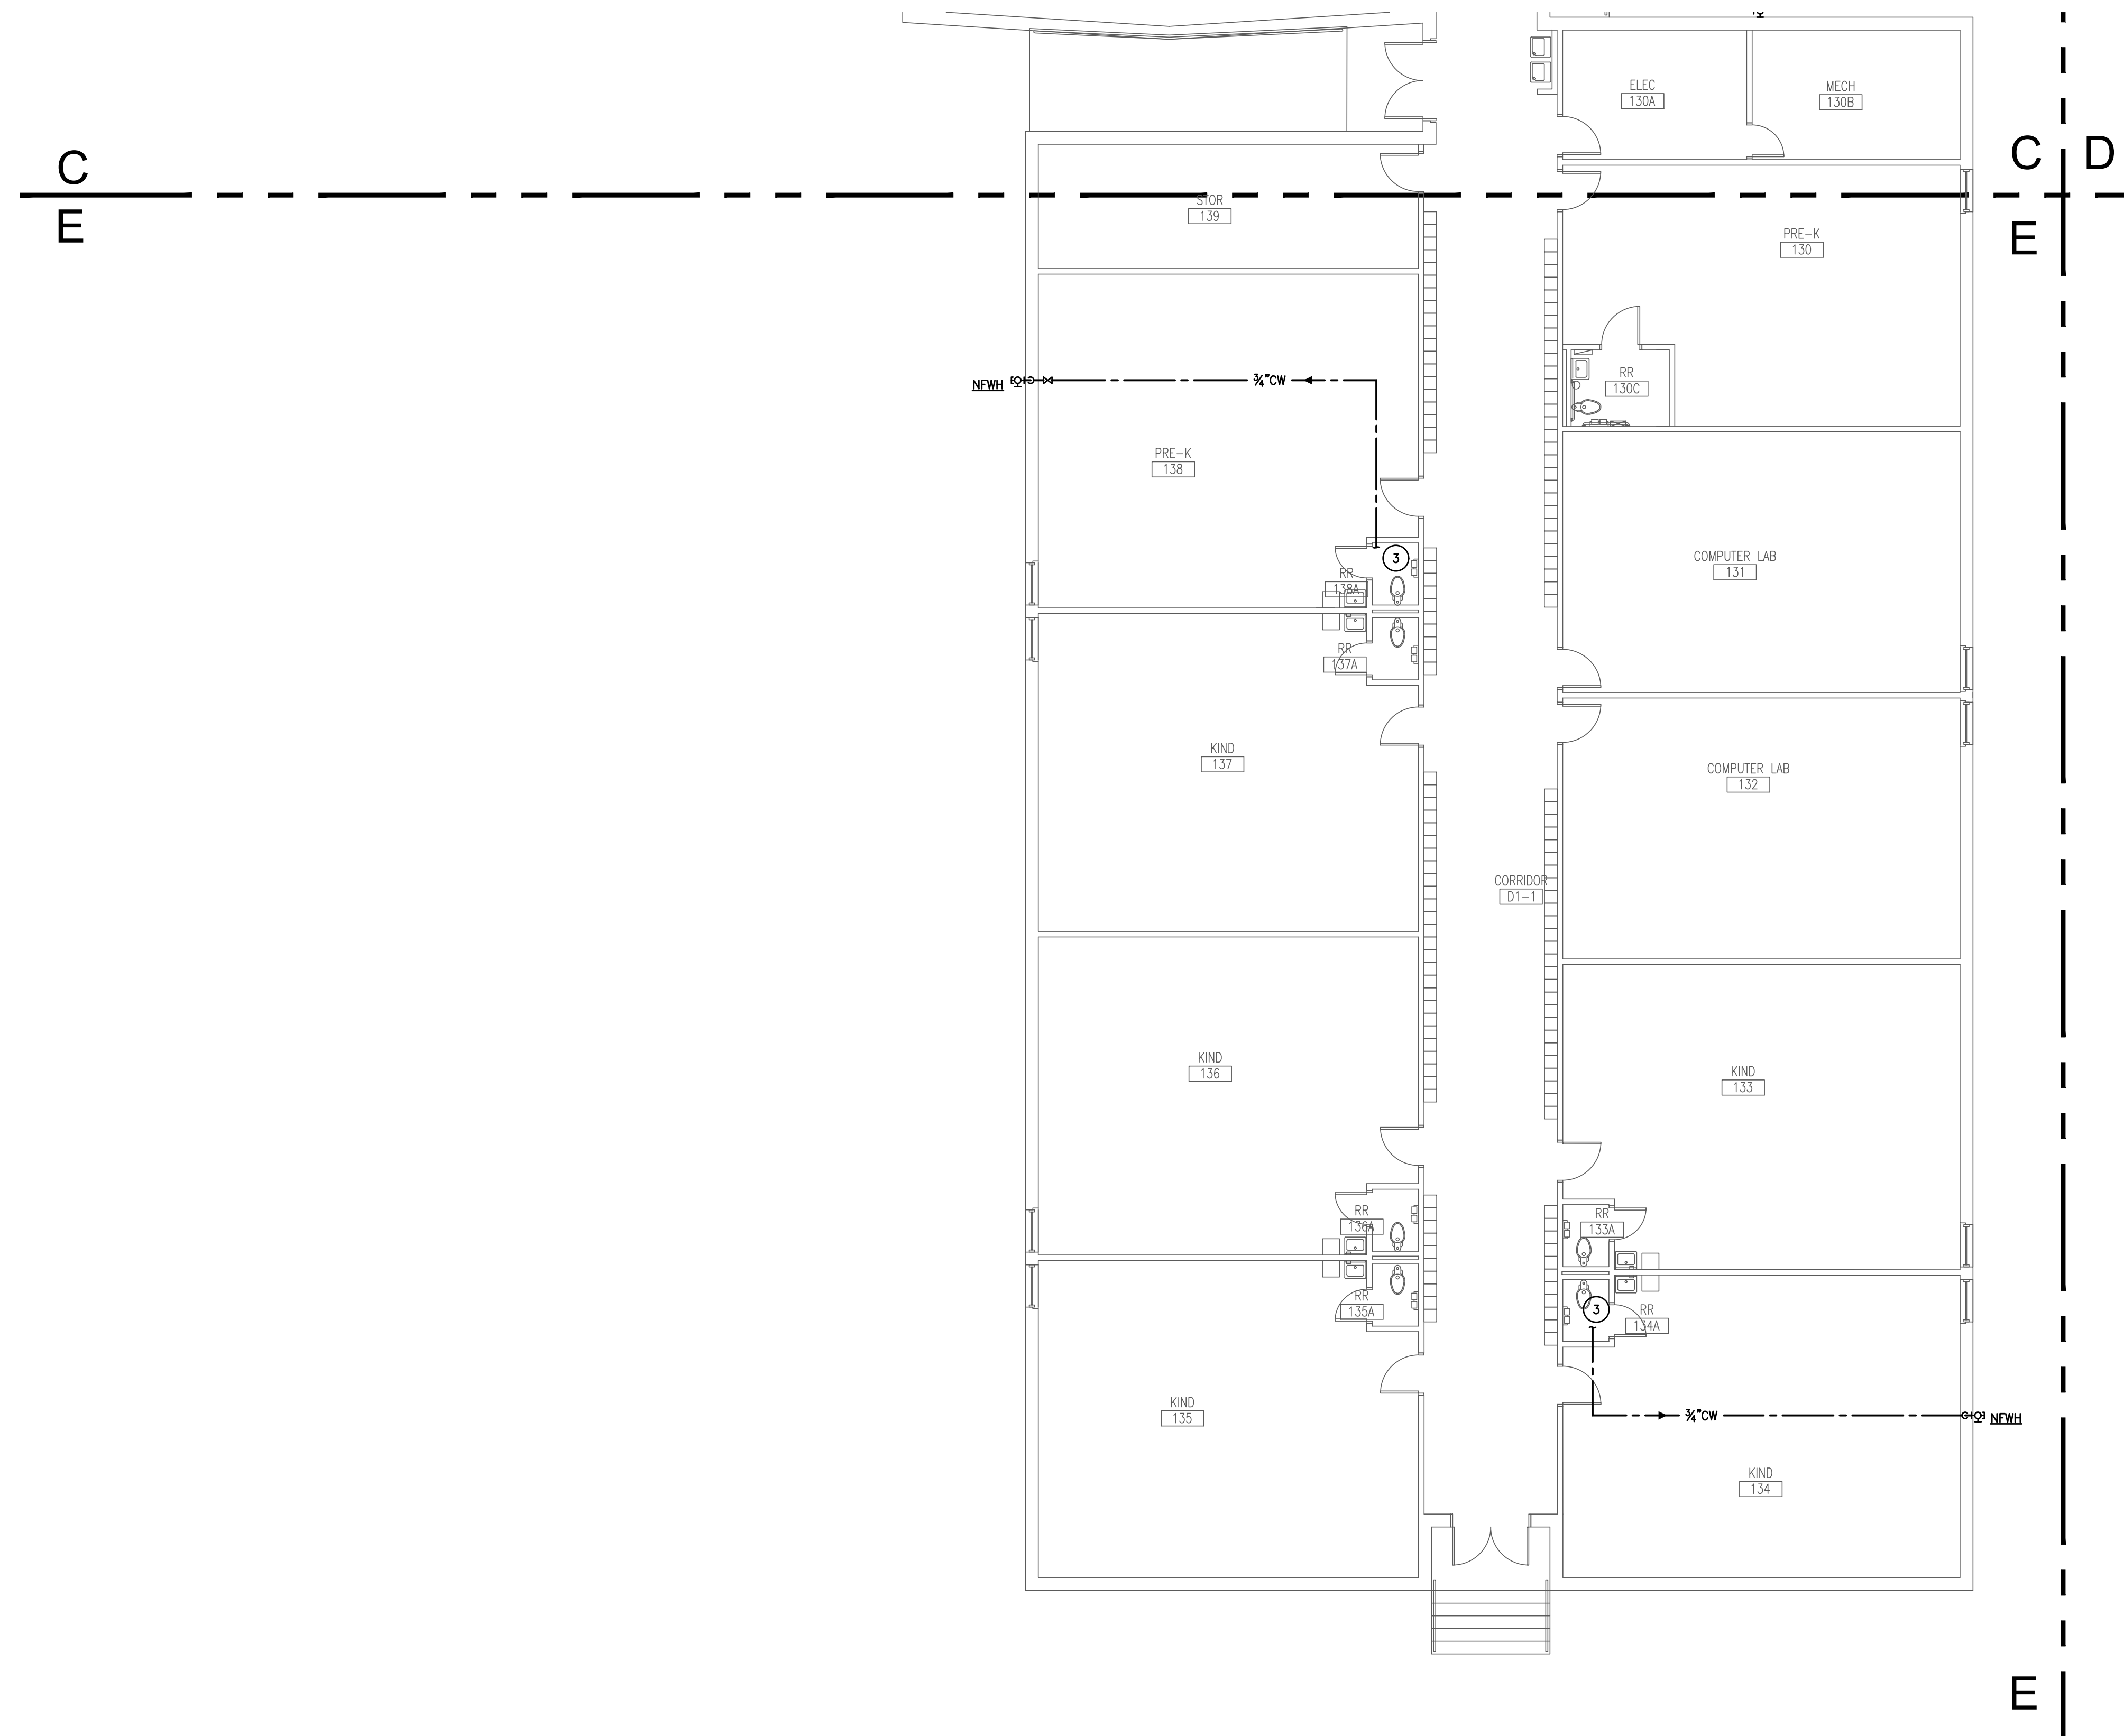 ELEC
130A
MECH
130B
C
C D
E
STOR
139
PRE-K
130
E
RR
130C
NFWH
¾"CW
PRE-K
138
COMPUTER LAB
131
3
RR
138A
RR
137A
KIND
137
COMPUTER LAB
132
CORRIDOR
D1-1
KIND
136
KIND
133
RR
136A
RR
133A
RR
135A
3
RR
134A
KIND
135
¾"CW
NFWH
KIND
134
E